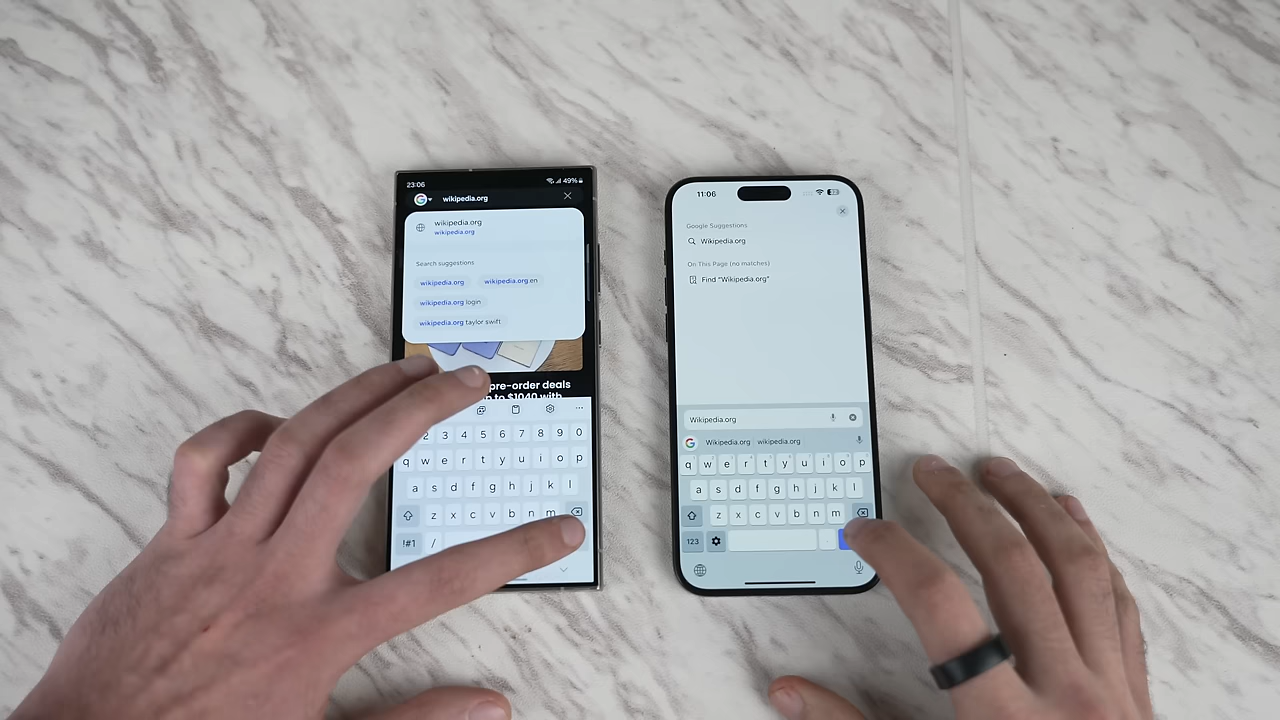 23:06
49%
wikipedia.org
wikipedia.org
wikipedia.org
Search suggestions
wikipedia.org
wikipedia.org en
wikipedia.org login
wikipedia.org taylor swift
pre-order deals
to $1040 with
2 3 4 5 6 7 8 9 0
q w e r t y u i o p
a s d f g h j k l
z x c v b n m
!#1 /
11:06
Google Suggestions
Wikipedia.org
On This Page (no matches)
Find “Wikipedia.org”
Wikipedia.org
Wikipedia.org wikipedia.org
q w e r t y u i o p
a s d f g h j k l
z x c v b n m
123